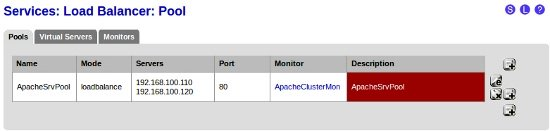 Services: Load Balancer: Pool
S L ?
Pools Virtual Servers Monitors
Name Mode Servers Port Monitor Description
ApacheSrvPool loadbalance 192.168.100.110 80 ApacheClusterMon ApacheSrvPool
192.168.100.120